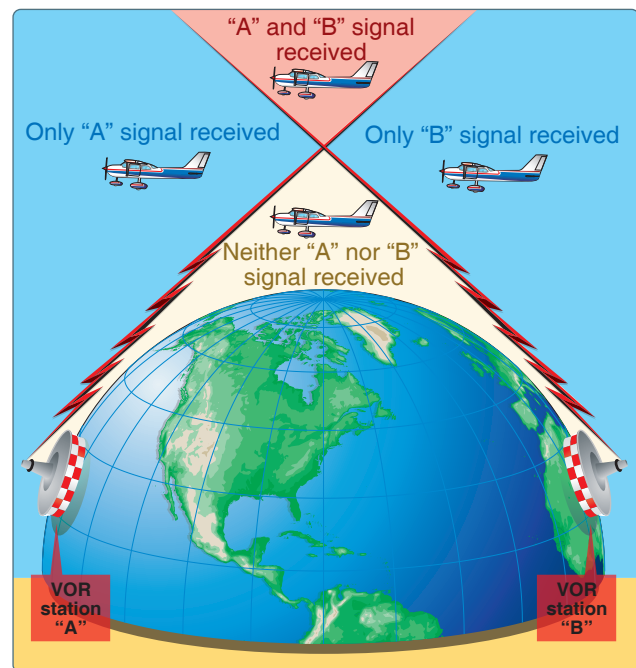 “A” and “B” signal
received
Only “A” signal received
Only “B” signal received
Neither “A” nor “B”
signal received
VOR
station
“A”
VOR
station
“B”